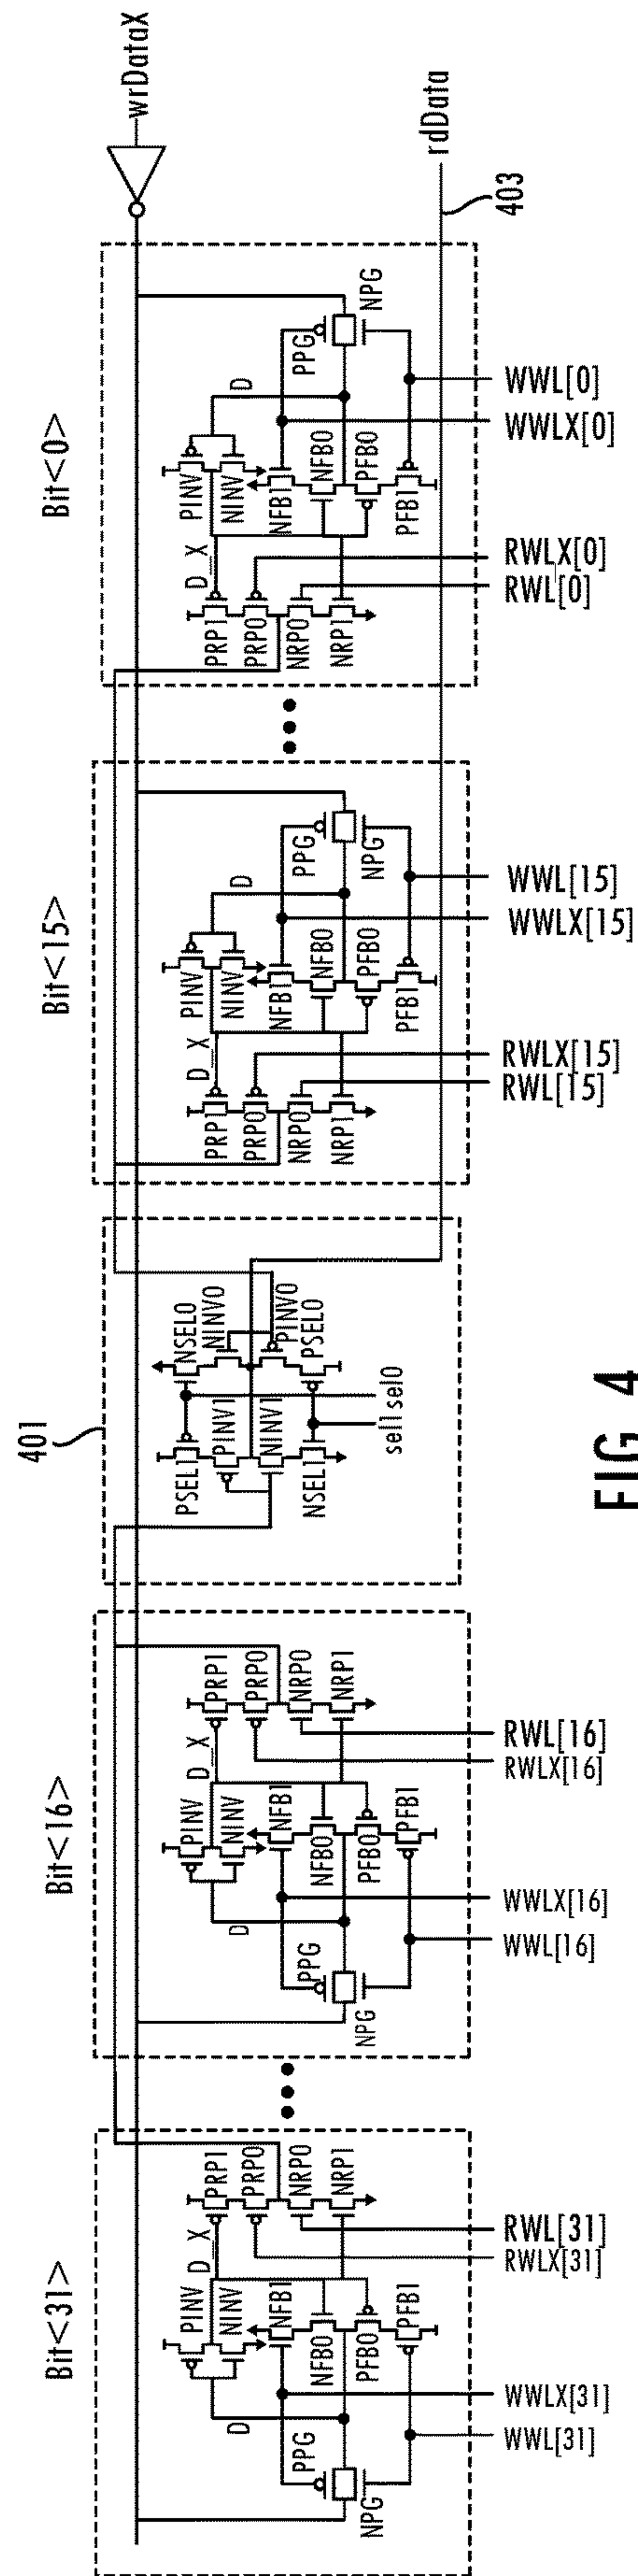 Bit<31>
PINV
NINV
D_X
PRP1
PRP0
NRP0
NRP1
D
NFB1
NFB0
PFB0
PFB1
PPG
NPG
WWL[31]
WWLX[31]
RWLX[31]
RWL[31]
Bit<16>
PINV
NINV
D_X
PRP1
PRP0
NRP0
NRP1
D
NFB1
NFB0
PFB0
PFB1
PPG
NPG
WWL[16]
WWLX[16]
RWLX[16]
RWL[16]
401
PSEL1
PINV1
NINV1
NSEL1
NSEL0
NINV0
PINV0
PSEL0
sel1
sel0
Bit<15>
PRP1
PRP0
NRP0
NRP1
D_X
PINV
NINV
D
NFB1
NFB0
PFB0
PFB1
PPG
NPG
RWL[15]
RWLX[15]
WWLX[15]
WWL[15]
Bit<0>
PRP1
PRP0
NRP0
NRP1
D_X
PINV
NINV
D
NFB1
NFB0
PFB0
PFB1
PPG
NPG
RWL[0]
RWLX[0]
WWLX[0]
WWL[0]
wrDataX
rdData
403
FIG. 4